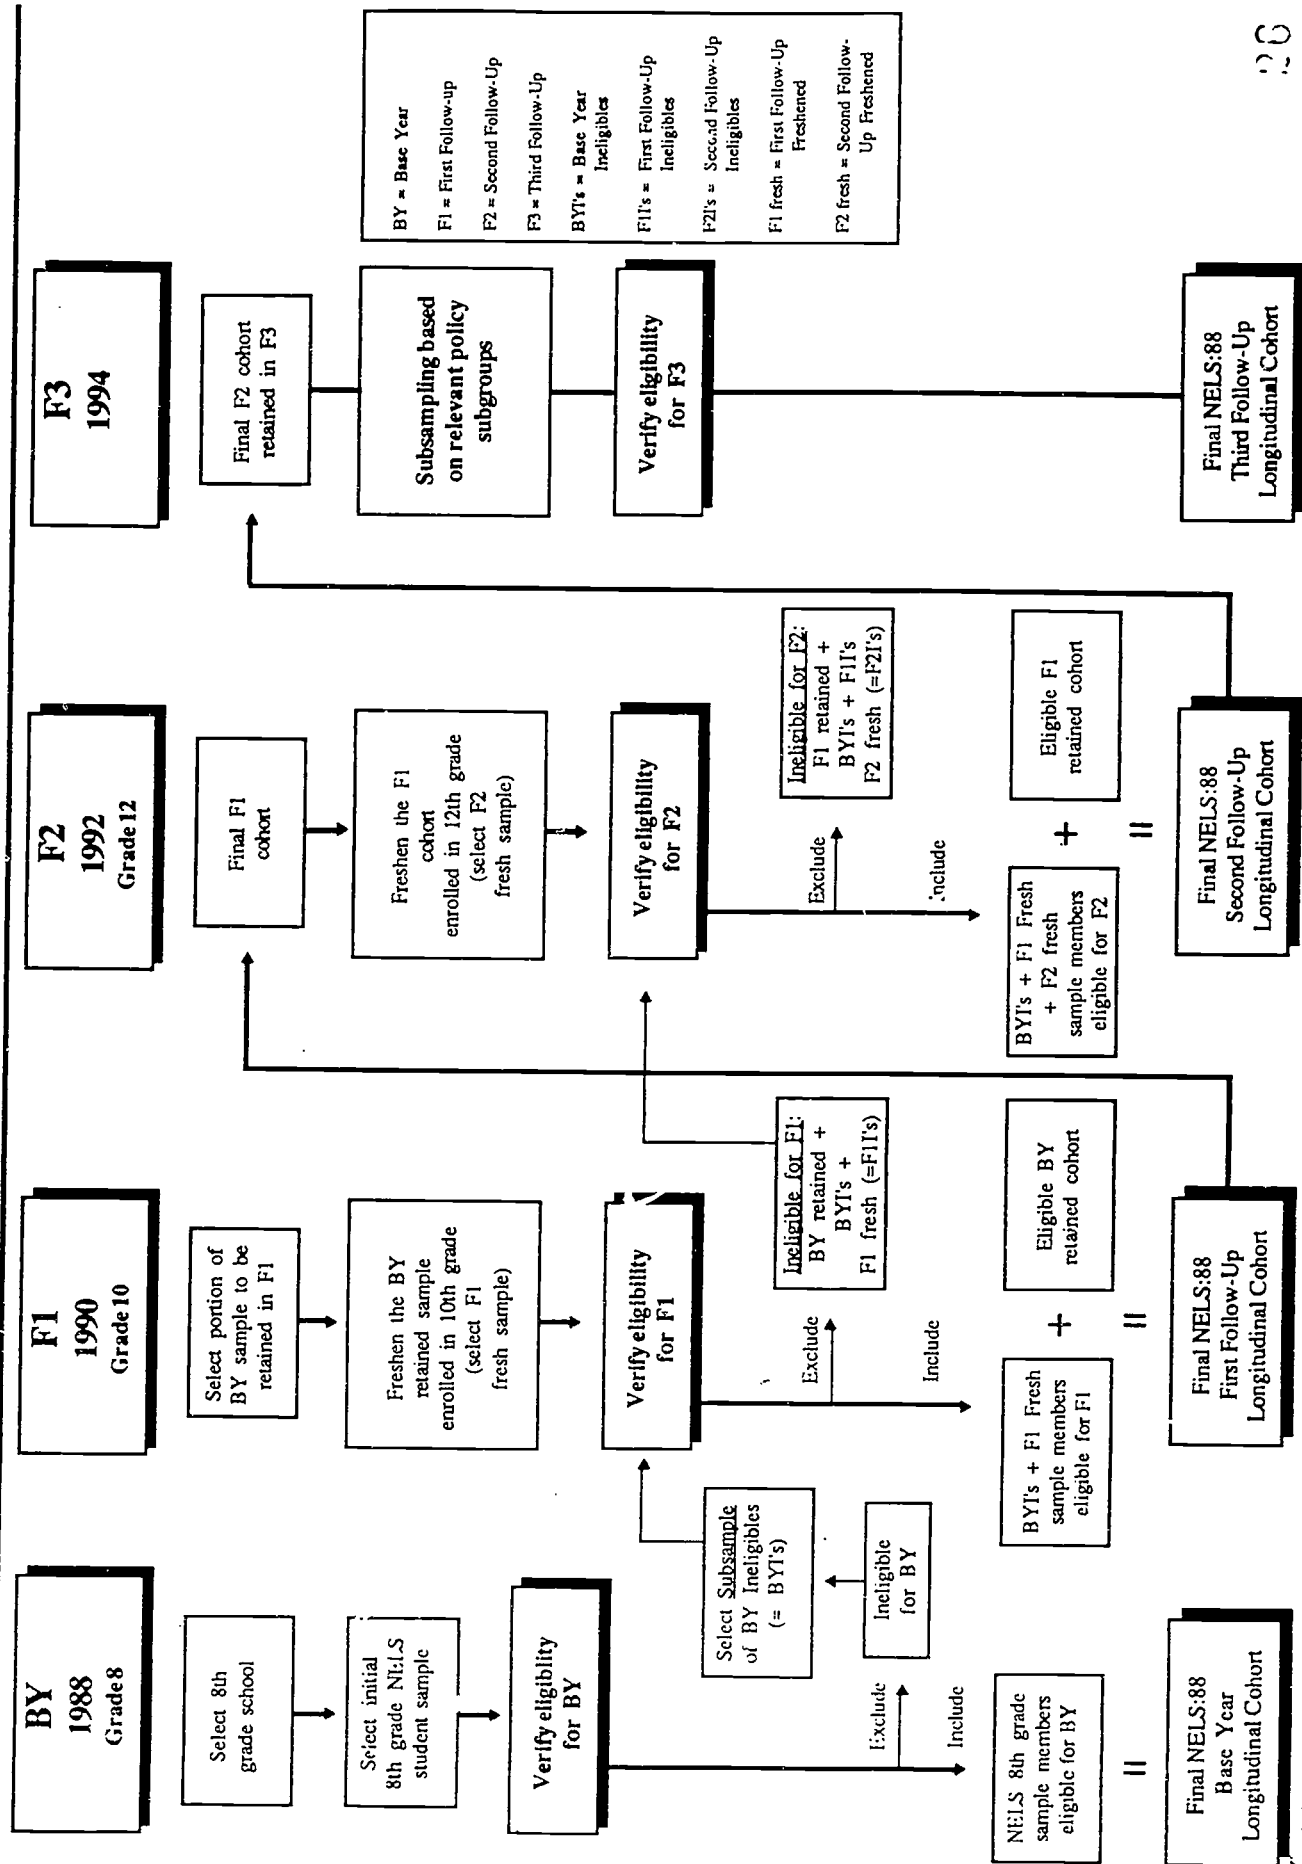 BY
1988
Grade 8
Select 8th
grade school
Select initial
8th grade NELS
student sample
Verify eligiblity
for BY
Exclude
Include
Ineligible
for BY
Select Subsample
of BY Ineligibles
(= BYI's)
NELS 8th grade
sample members
eligible for BY
=
Final NELS:88
Base Year
Longitudinal Cohort
F1
1990
Grade 10
Select portion of
BY sample to be
retained in F1
Freshen the BY
retained sample
enrolled in 10th grade
(select F1
fresh sample)
Verify eligibility
for F1
Exclude
Include
Ineligible for F1:
BY retained +
BYI's +
F1 fresh (=F1I's)
BYI's + F1 Fresh
sample members
eligible for F1
+
Eligible BY
retained cohort
=
Final NELS:88
First Follow-Up
Longitudinal Cohort
F2
1992
Grade 12
Final F1
cohort
Freshen the F1
cohort
enrolled in 12th grade
(select F2
fresh sample)
Verify eligibility
for F2
Exclude
Include
Ineligible for F2:
F1 retained +
BYI's + F1I's
F2 fresh (=F2I's)
BYI's + F1 Fresh
+ F2 fresh
sample members
eligible for F2
+
Eligible F1
retained cohort
=
Final NELS:88
Second Follow-Up
Longitudinal Cohort
F3
1994
Final F2 cohort
retained in F3
Subsampling based
on relevant policy
subgroups
Verify eligibility
for F3
Final NELS:88
Third Follow-Up
Longitudinal Cohort
BY = Base Year
F1 = First Follow-up
F2 = Second Follow-Up
F3 = Third Follow-Up
BYI's = Base Year
Ineligibles
F1I's = First Follow-Up
Ineligibles
F2I's = Second Follow-Up
Ineligibles
F1 fresh = First Follow-Up
Freshened
F2 fresh = Second Follow-
Up Freshened